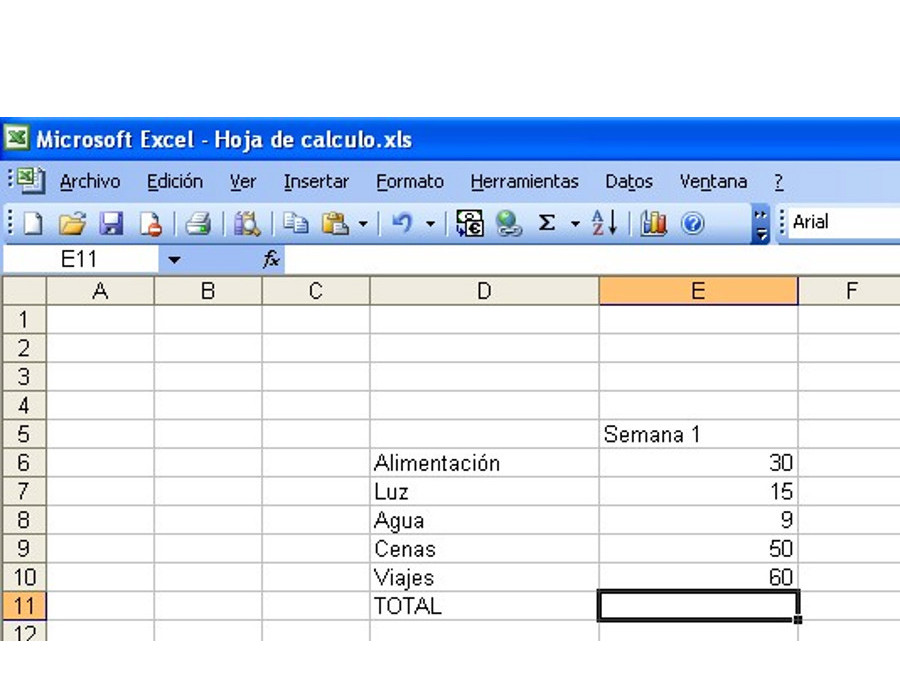 Microsoft Excel - Hoja de calculo.xls
Archivo Edición Ver Insertar Formato Herramientas Datos Ventana ?
Σ A Z ? Arial
E11 fx
A B C D E F
1
2
3
4
5 Semana 1
6 Alimentación 30
7 Luz 15
8 Agua 9
9 Cenas 50
10 Viajes 60
11 TOTAL
12